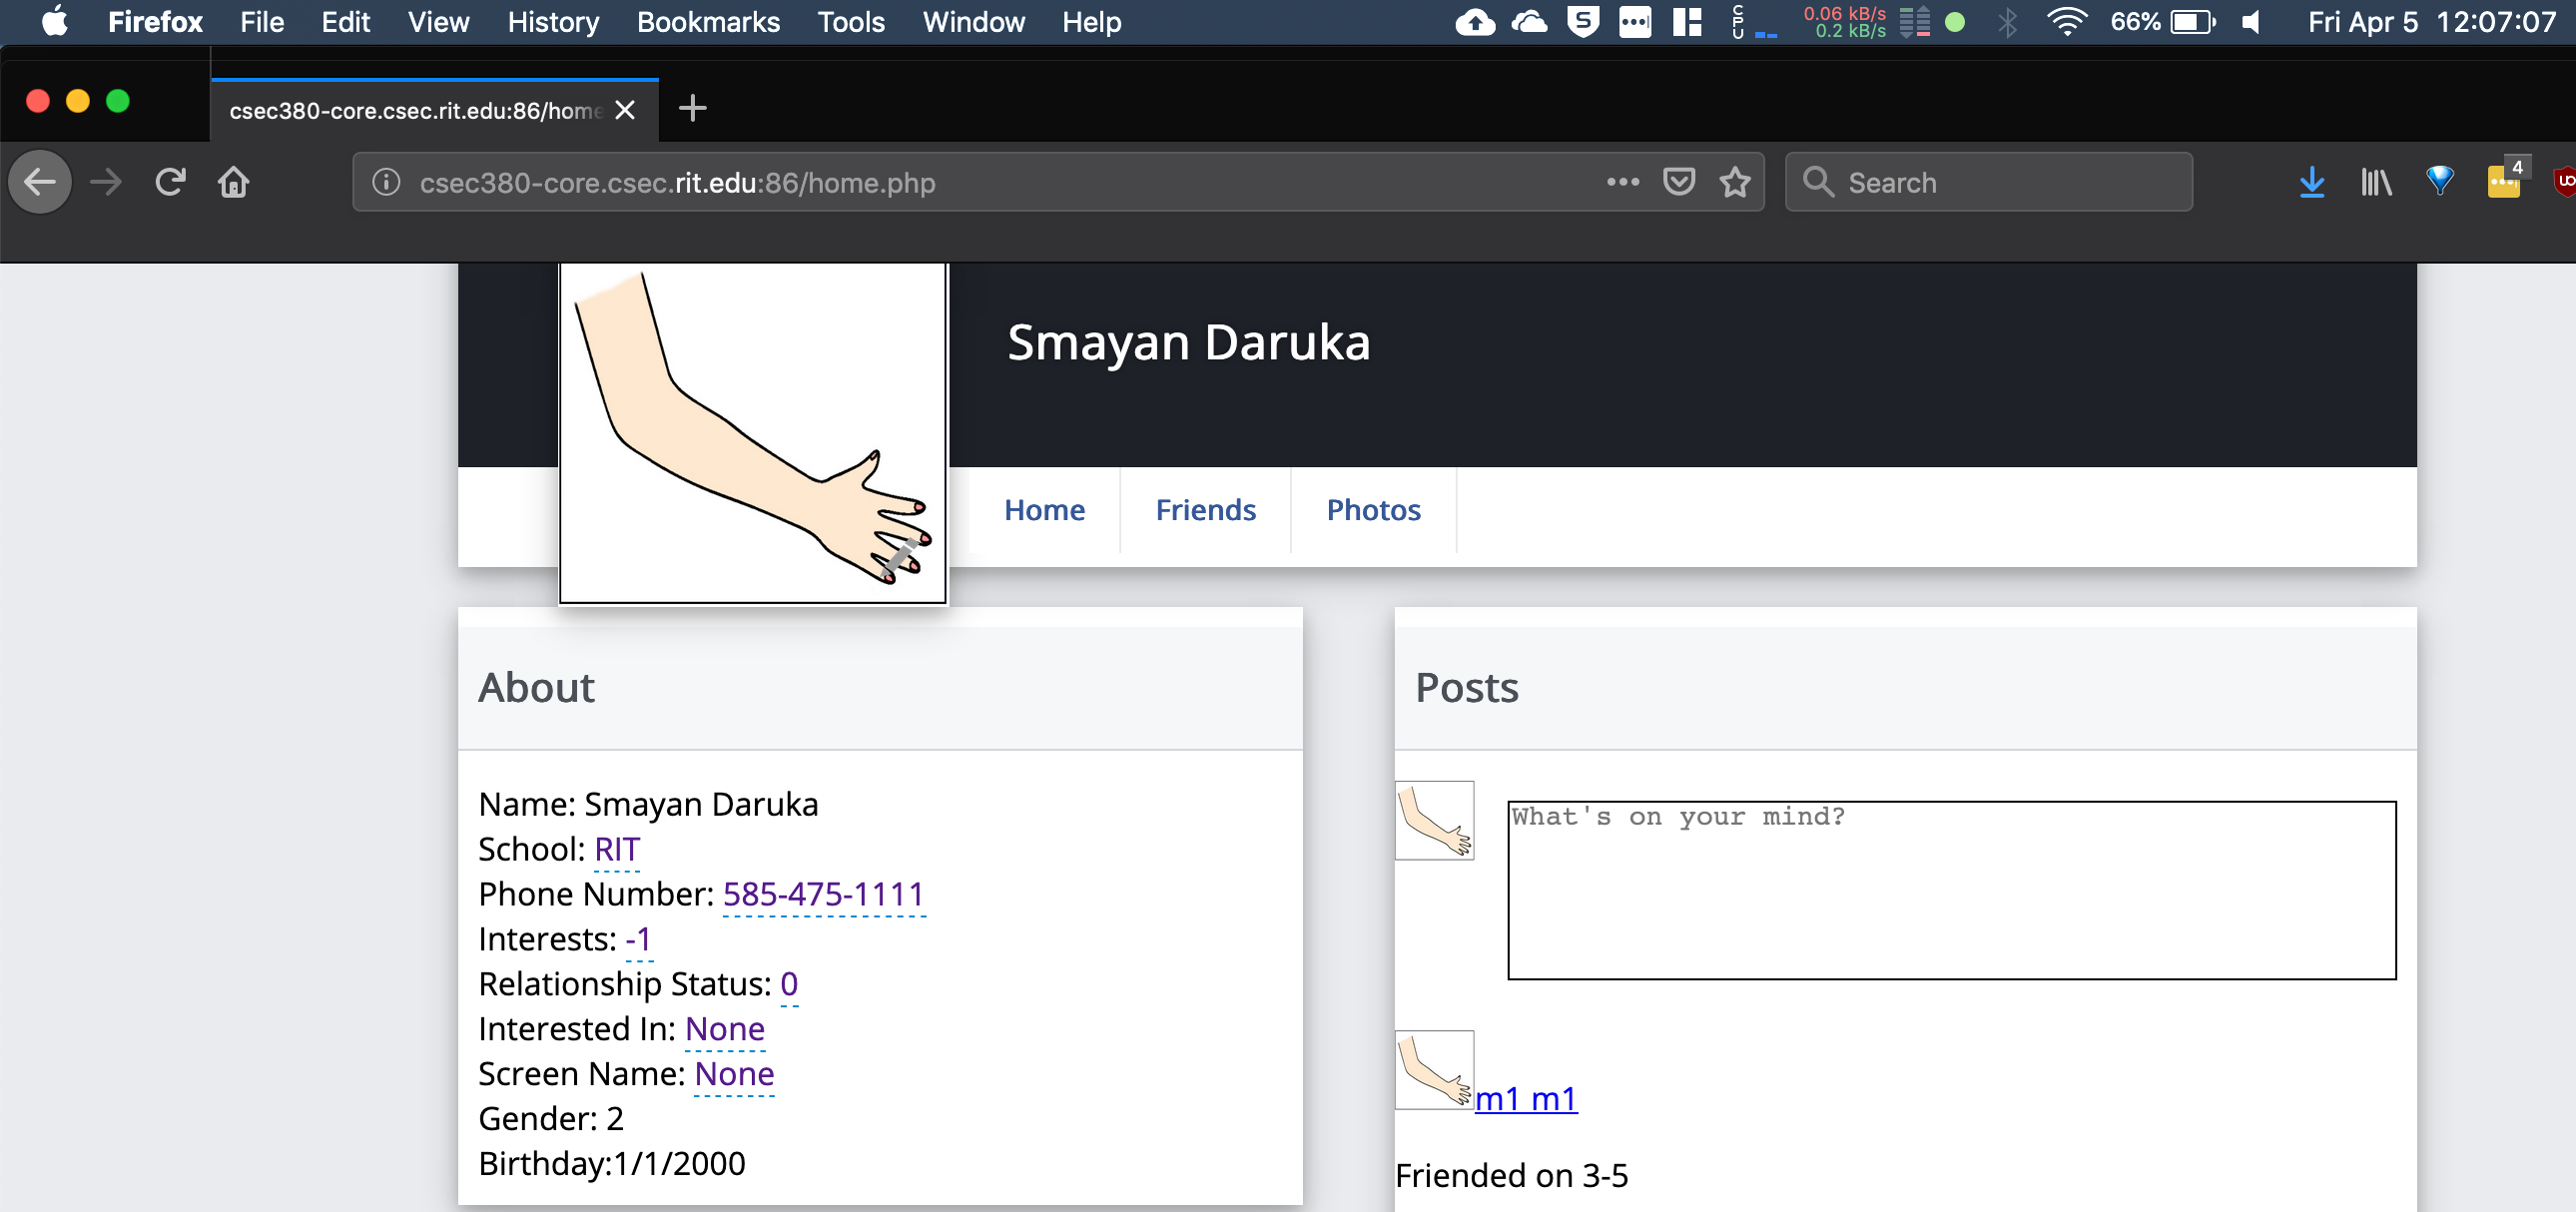 Firefox File Edit View History Bookmarks Tools Window Help
CPU 0.06 kB/s 66% Fri Apr 5 12:07:07
0.2 kB/s
csec380-core.csec.rit.edu:86/home
csec380-core.csec.rit.edu:86/home.php Search 4
Smayan Daruka
Home Friends Photos
About
Name: Smayan Daruka
School: RIT
Phone Number: 585-475-1111
Interests: -1
Relationship Status: 0
Interested In: None
Screen Name: None
Gender: 2
Birthday:1/1/2000
Posts
What's on your mind?
m1 m1
Friended on 3-5